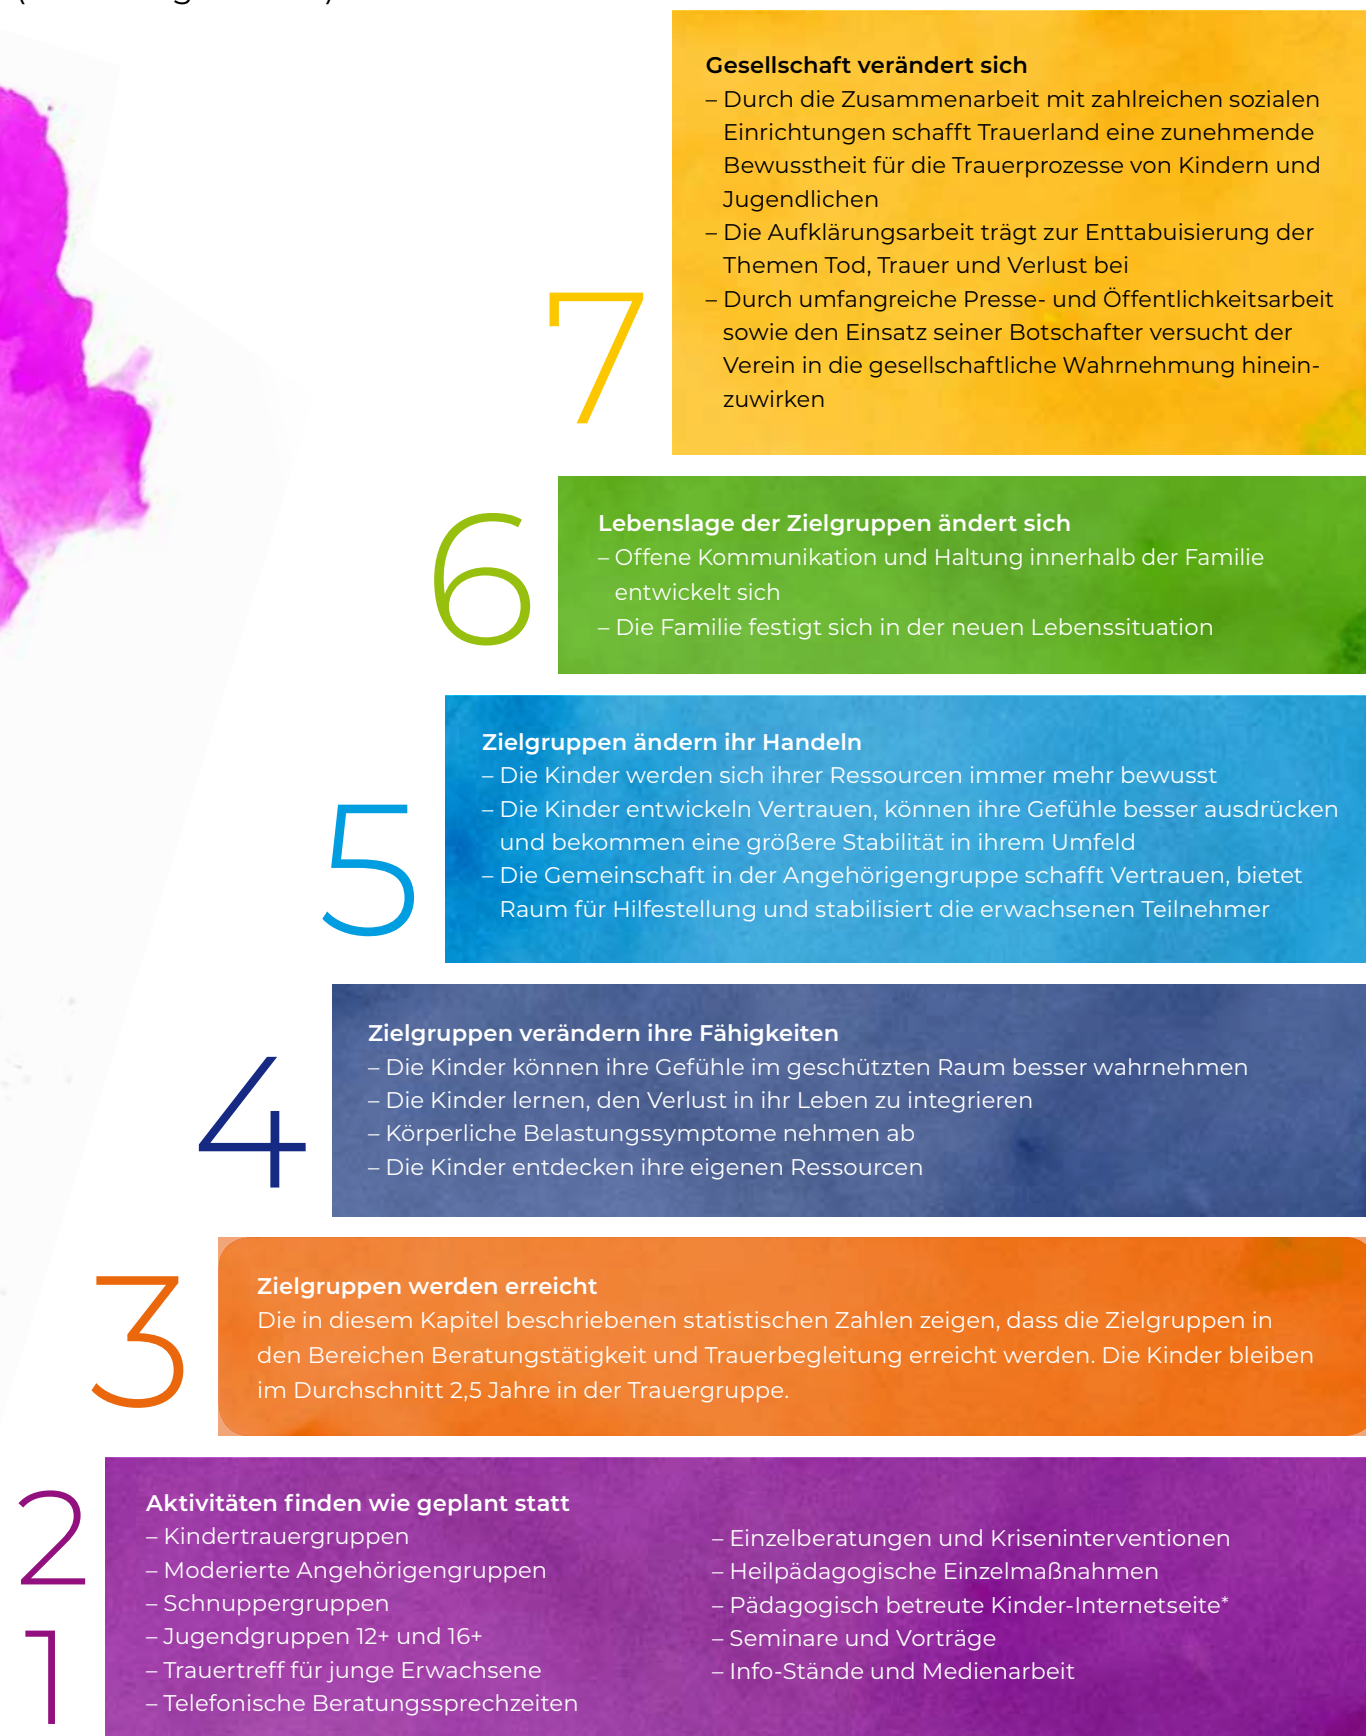 7
Gesellschaft verändert sich
– Durch die Zusammenarbeit mit zahlreichen sozialen
Einrichtungen schafft Trauerland eine zunehmende
Bewusstheit für die Trauerprozesse von Kindern und
Jugendlichen
– Die Aufklärungsarbeit trägt zur Enttabuisierung der
Themen Tod, Trauer und Verlust bei
– Durch umfangreiche Presse- und Öffentlichkeitsarbeit
sowie den Einsatz seiner Botschafter versucht der
Verein in die gesellschaftliche Wahrnehmung hinein-
zuwirken
6
Lebenslage der Zielgruppen ändert sich
– Offene Kommunikation und Haltung innerhalb der Familie
entwickelt sich
– Die Familie festigt sich in der neuen Lebenssituation
5
Zielgruppen ändern ihr Handeln
– Die Kinder werden sich ihrer Ressourcen immer mehr bewusst
– Die Kinder entwickeln Vertrauen, können ihre Gefühle besser ausdrücken
und bekommen eine größere Stabilität in ihrem Umfeld
– Die Gemeinschaft in der Angehörigengruppe schafft Vertrauen, bietet
Raum für Hilfestellung und stabilisiert die erwachsenen Teilnehmer
4
Zielgruppen verändern ihre Fähigkeiten
– Die Kinder können ihre Gefühle im geschützten Raum besser wahrnehmen
– Die Kinder lernen, den Verlust in ihr Leben zu integrieren
– Körperliche Belastungssymptome nehmen ab
– Die Kinder entdecken ihre eigenen Ressourcen
3
Zielgruppen werden erreicht
Die in diesem Kapitel beschriebenen statistischen Zahlen zeigen, dass die Zielgruppen in
den Bereichen Beratungstätigkeit und Trauerbegleitung erreicht werden. Die Kinder bleiben
im Durchschnitt 2,5 Jahre in der Trauergruppe.
2
1
Aktivitäten finden wie geplant statt
– Kindertrauergruppen
– Moderierte Angehörigengruppen
– Schnuppergruppen
– Jugendgruppen 12+ und 16+
– Trauertreff für junge Erwachsene
– Telefonische Beratungssprechzeiten
– Einzelberatungen und Kriseninterventionen
– Heilpädagogische Einzelmaßnahmen
– Pädagogisch betreute Kinder-Internetseite*
– Seminare und Vorträge
– Info-Stände und Medienarbeit